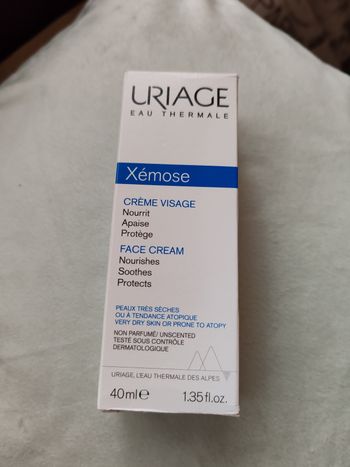 URIAGE
EAU THERMALE
Xémose
CRÈME VISAGE
Nourrit
Apaise
Protège
FACE CREAM
Nourishes
Soothes
Protects
PEAUX TRÈS SÈCHES
OU À TENDANCE ATOPIQUE
VERY DRY SKIN OR PRONE TO ATOPY
NON PARFUMÉ/ UNSCENTED
TESTÉ SOUS CONTRÔLE
DERMATOLOGIQUE
URIAGE, L'EAU THERMALE DES ALPES
40ml℮ 1.35fl.oz.